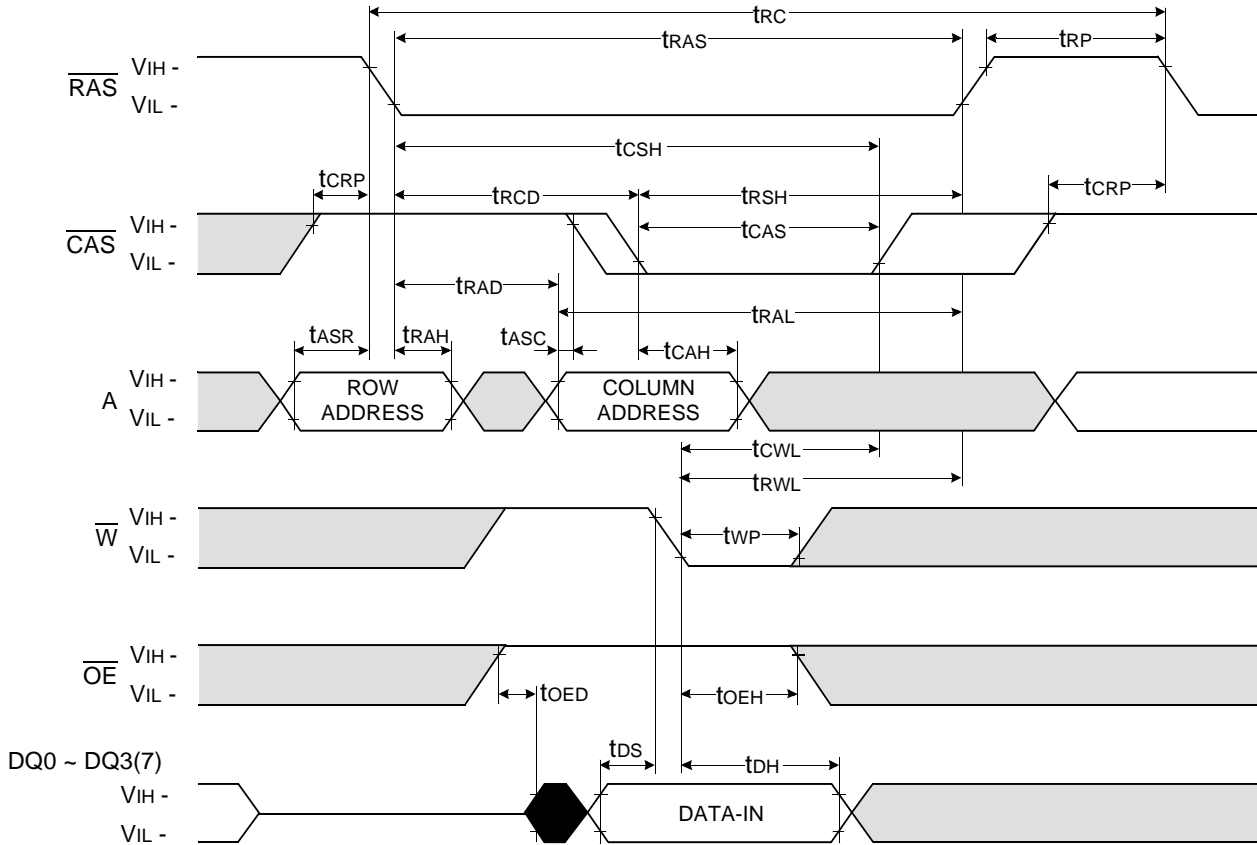 tRC
tRAS
tRP
RAS
VIH -
VIL -
tCSH
tCRP
tRCD
tRSH
tCRP
CAS
VIH -
VIL -
tCAS
tRAD
tRAL
tASR
tRAH
tASC
tCAH
A
VIH -
VIL -
ROW
ADDRESS
COLUMN
ADDRESS
tCWL
tRWL
W
VIH -
VIL -
tWP
OE
VIH -
VIL -
tOED
tOEH
DQ0 ~ DQ3(7)
tDS
tDH
VIH -
VIL -
DATA-IN